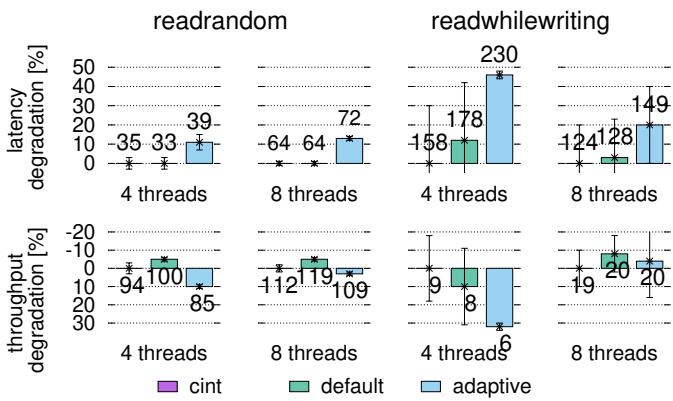 readrandom readwhilewriting
latency
degradation [%]
50
40
30
20
10
0
35 33 39
64 64 72
158 178 230
124 128 149
4 threads 8 threads 4 threads 8 threads
throughput
degradation [%]
-20
-10
0
10
20
30
94 100 85
112 119 109
9 8 6
19 20 20
4 threads 8 threads 4 threads 8 threads
cint default adaptive